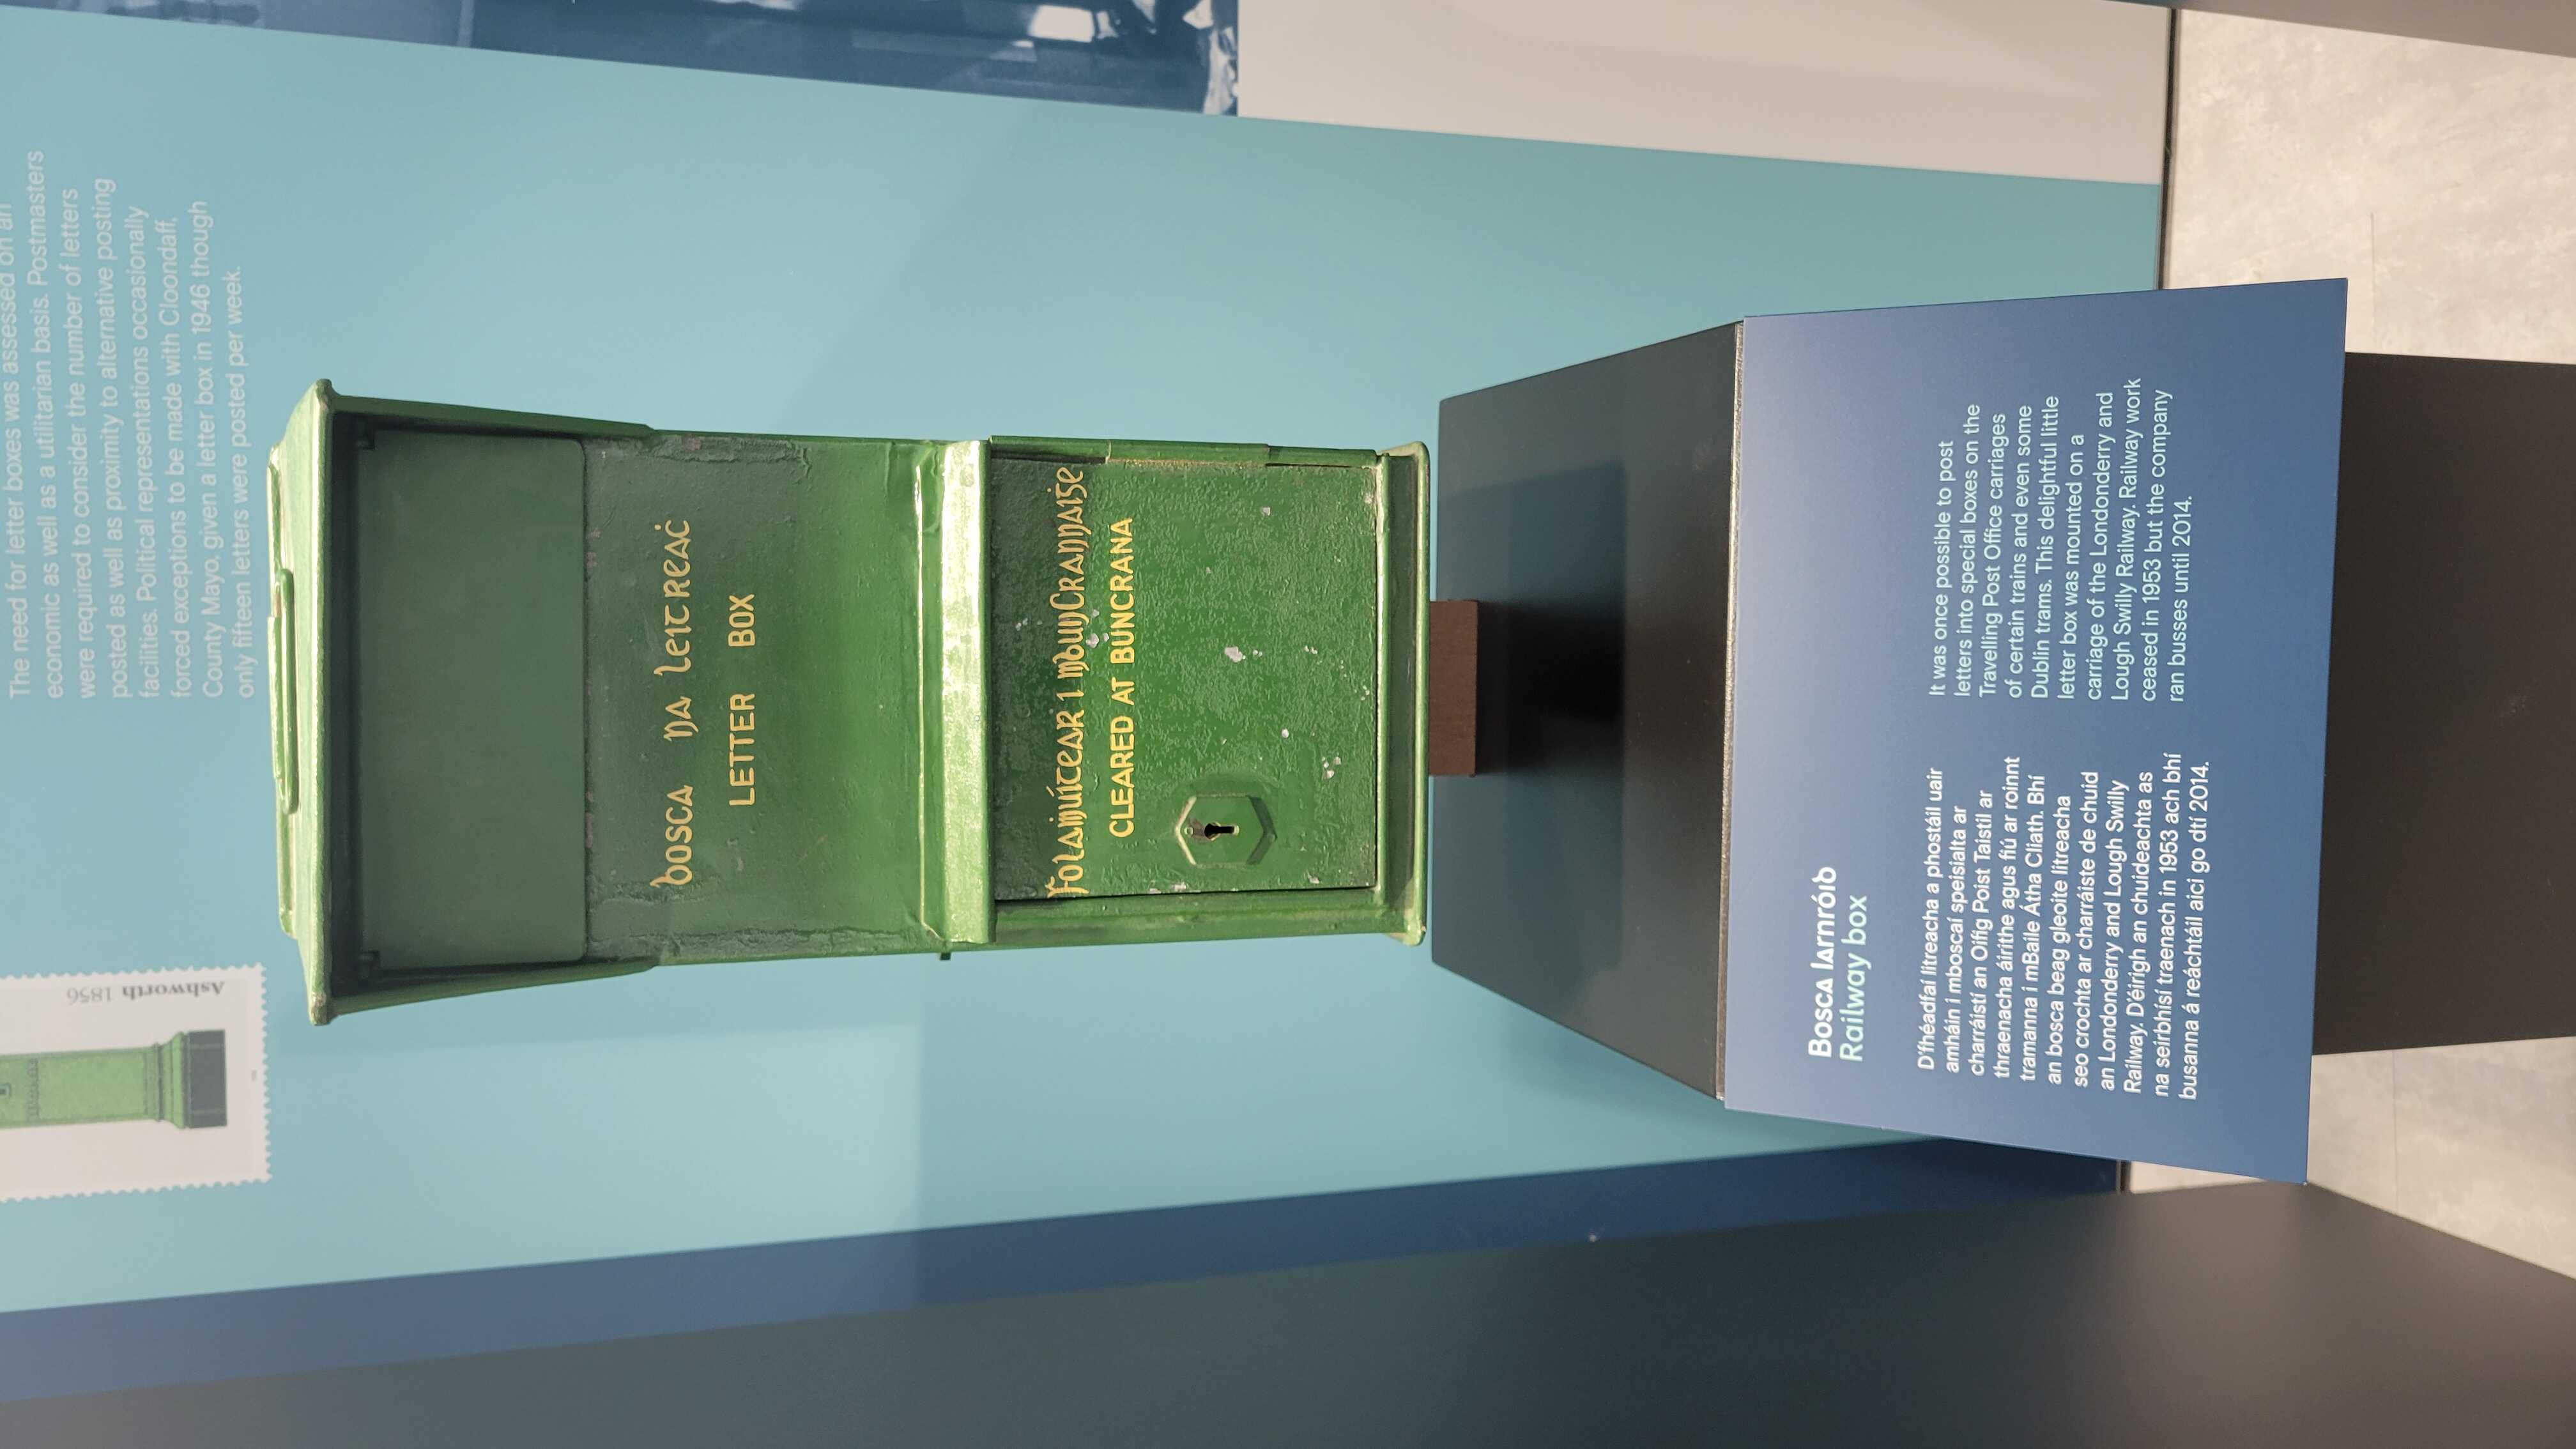 The need for letter boxes was assessed on an
economic as well as a utilitarian basis. Postmasters
were required to consider the number of letters
posted as well as proximity to alternative posting
facilities. Political representations occasionally
forced exceptions to be made with Cloondaff,
County Mayo, given a letter box in 1946 though
only fifteen letters were posted per week.
Ashworth 1856
bosca na leitreaċ
LETTER BOX
Folaṁuiċear i mbunCrannaiġe
CLEARED AT BUNCRANA
Bosca Iarnróid
Railway box
D'fhéadfaí litreacha a phostáil uair
amháin i mboscaí speisialta ar
charráistí an Oifig Poist Taistil ar
thraenacha áirithe agus fiú ar roinnt
tramanna i mBaile Átha Cliath. Bhí
an bosca beag gleoite litreacha
seo crochta ar charráiste de chuid
an Londonderry and Lough Swilly
Railway. D'éirigh an chuideachta as
na seirbhísí traenach in 1953 ach bhí
busanna á reáchtáil aici go dtí 2014.
It was once possible to post
letters into special boxes on the
Travelling Post Office carriages
of certain trains and even some
Dublin trams. This delightful little
letter box was mounted on a
carriage of the Londonderry and
Lough Swilly Railway. Railway work
ceased in 1953 but the company
ran busses until 2014.